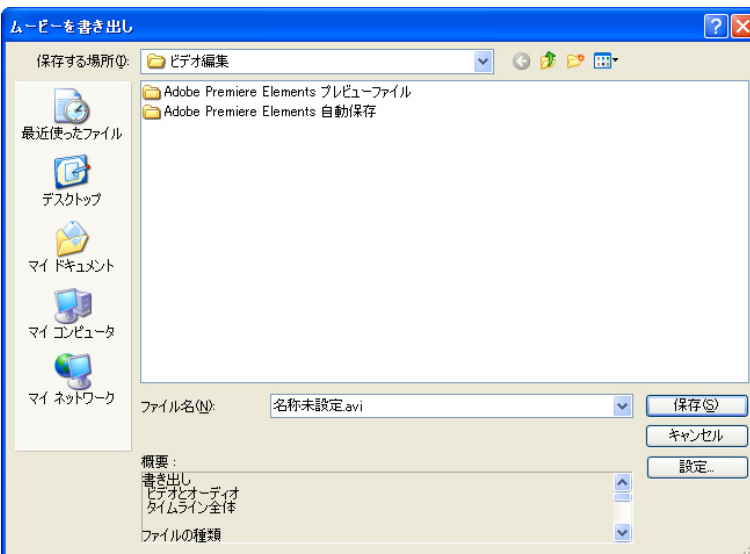 ムービーを書き出し
保存する場所(I):
ビデオ編集
Adobe Premiere Elements プレビューファイル
Adobe Premiere Elements 自動保存
最近使ったファイル
デスクトップ
マイ ドキュメント
マイ コンピュータ
マイ ネットワーク
ファイル名(N):
名称未設定.avi
保存(S)
キャンセル
設定...
概要 :
書き出し
ビデオとオーディオ
タイムライン全体
ファイルの種類